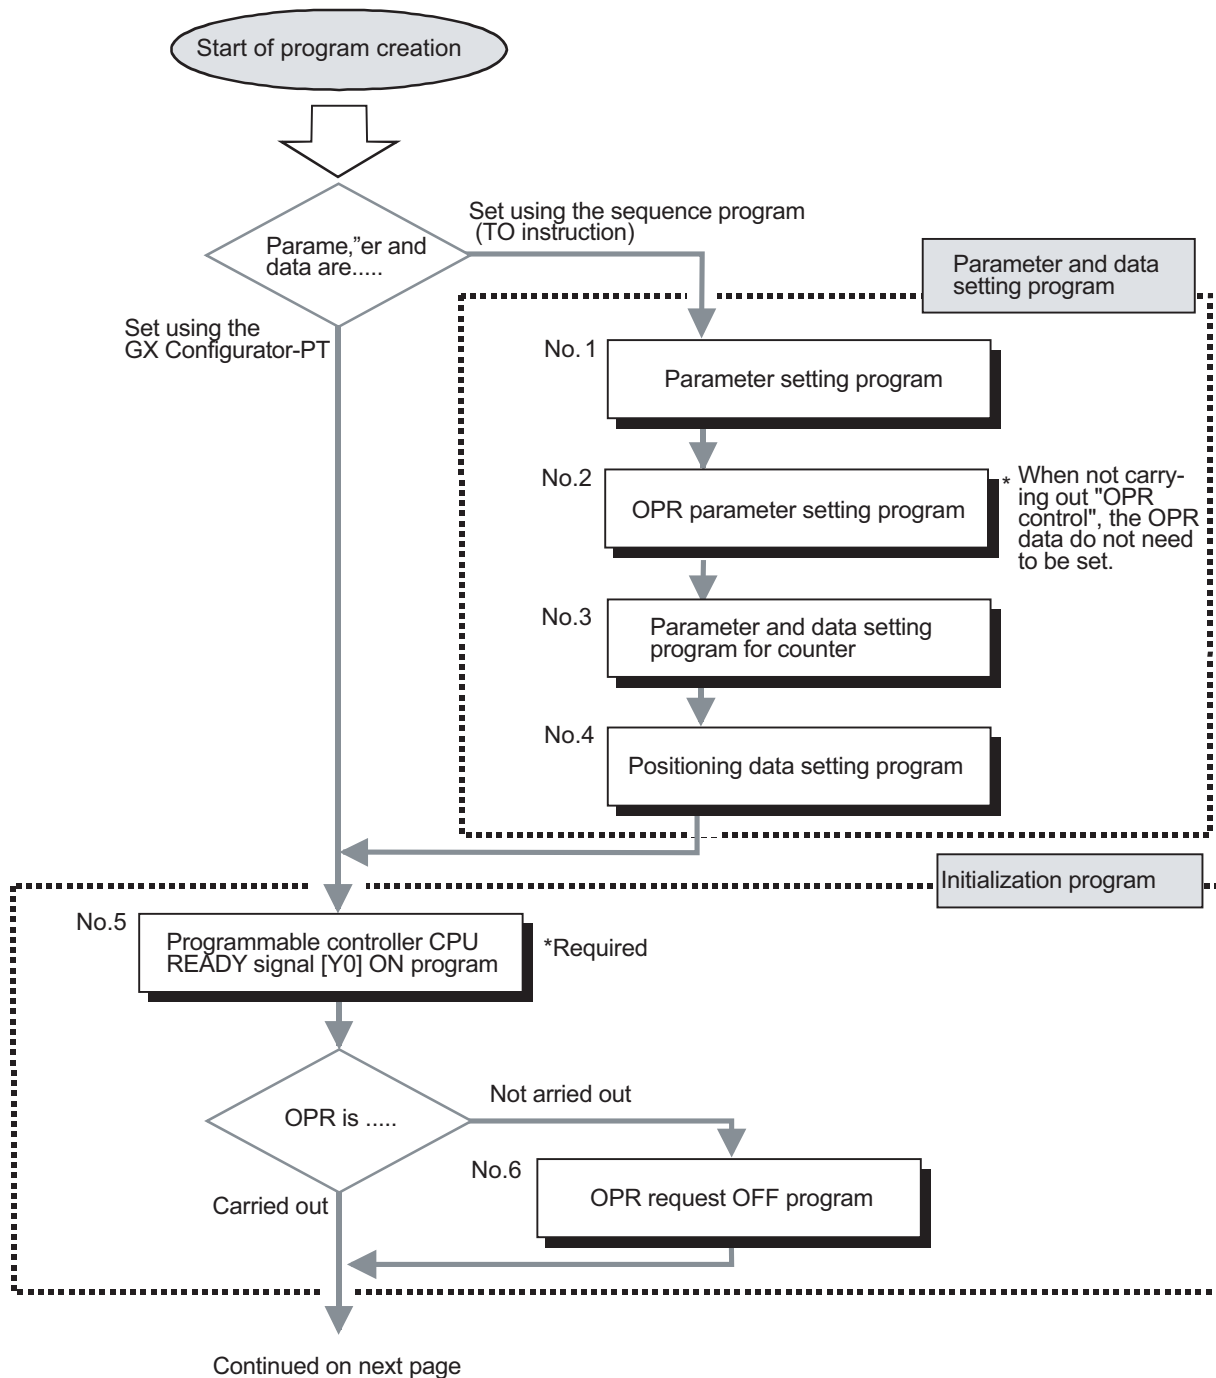 Start of program creation
Parame,”er and
data are.....
Set using the sequence program
(TO instruction)
Set using the
GX Configurator-PT
Parameter and data
setting program
No. 1
Parameter setting program
No.2
OPR parameter setting program
* When not carry-
ing out "OPR
control", the OPR
data do not need
to be set.
No.3
Parameter and data setting
program for counter
No.4
Positioning data setting program
Initialization program
No.5
Programmable controller CPU
READY signal [Y0] ON program
*Required
OPR is .....
Not arried out
No.6
OPR request OFF program
Carried out
Continued on next page